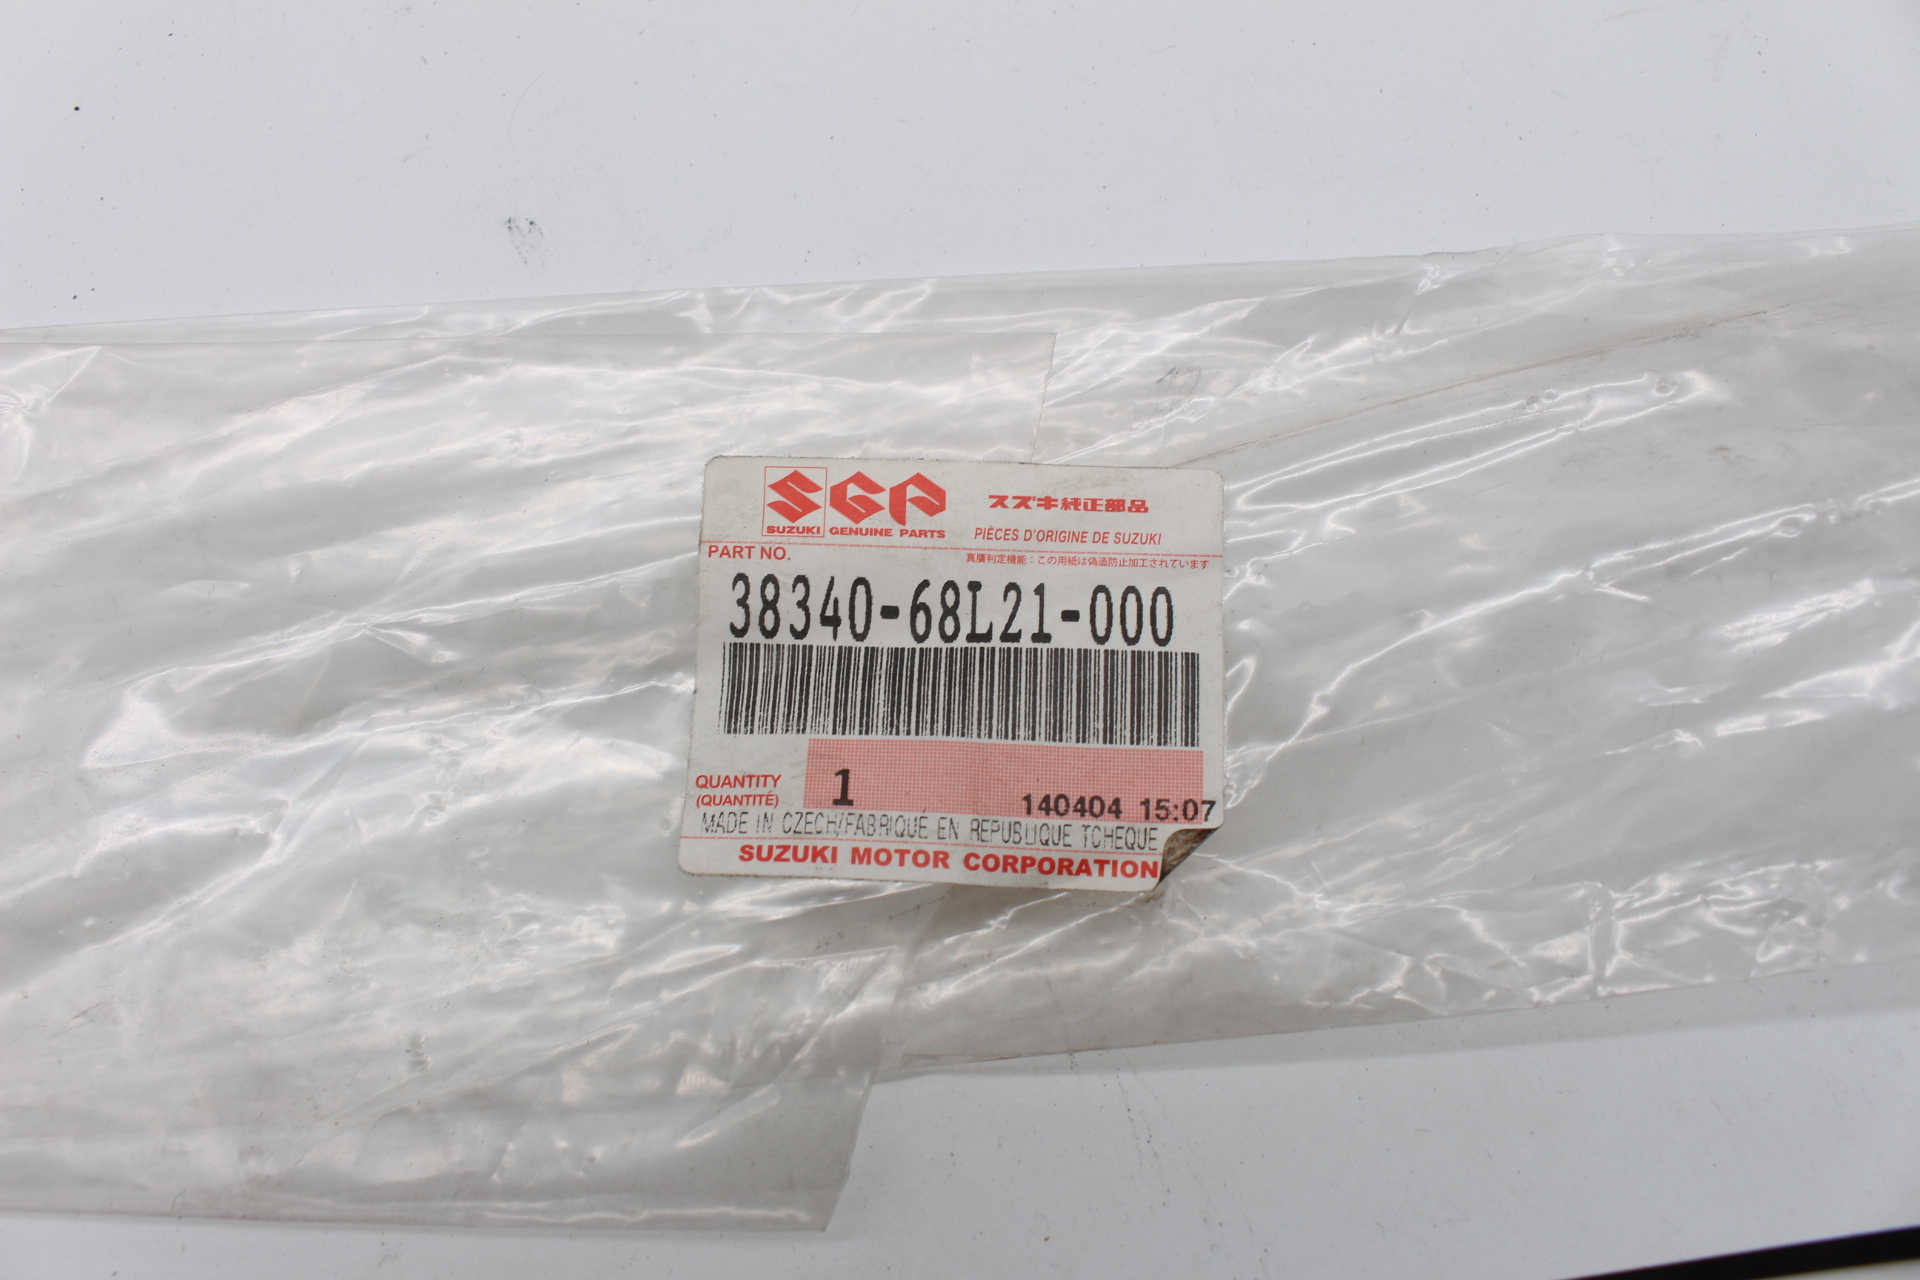 SGP
スズキ純正部品
SUZUKI GENUINE PARTS
PIÈCES D'ORIGINE DE SUZUKI
PART NO.
真贋判定機能：この用紙は偽造防止加工されています
38340-68L21-000
QUANTITY
(QUANTITÉ)
1
140404 15:07
MADE IN CZECH/FABRIQUE EN REPUBLIQUE TCHEQUE
SUZUKI MOTOR CORPORATION